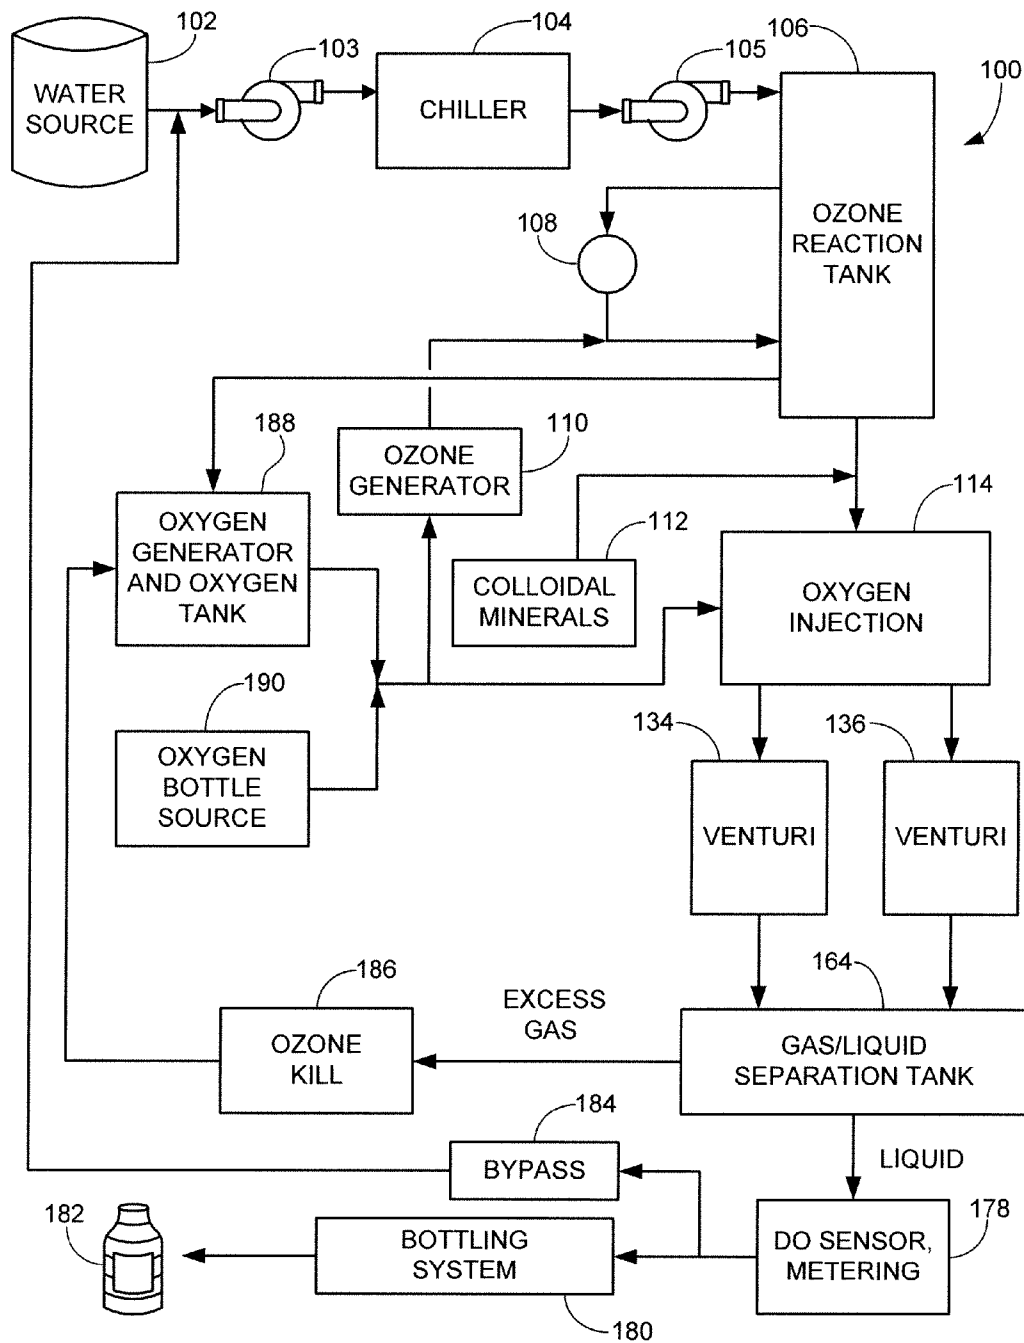 102
WATER
SOURCE
103
104
CHILLER
105
106
100
OZONE
REACTION
TANK
108
188
110
OZONE
GENERATOR
OXYGEN
GENERATOR
AND OXYGEN
TANK
112
COLLOIDAL
MINERALS
114
OXYGEN
INJECTION
190
OXYGEN
BOTTLE
SOURCE
134
VENTURI
136
VENTURI
164
GAS/LIQUID
SEPARATION TANK
EXCESS
GAS
186
OZONE
KILL
184
BYPASS
LIQUID
178
DO SENSOR,
METERING
182
BOTTLING
SYSTEM
180